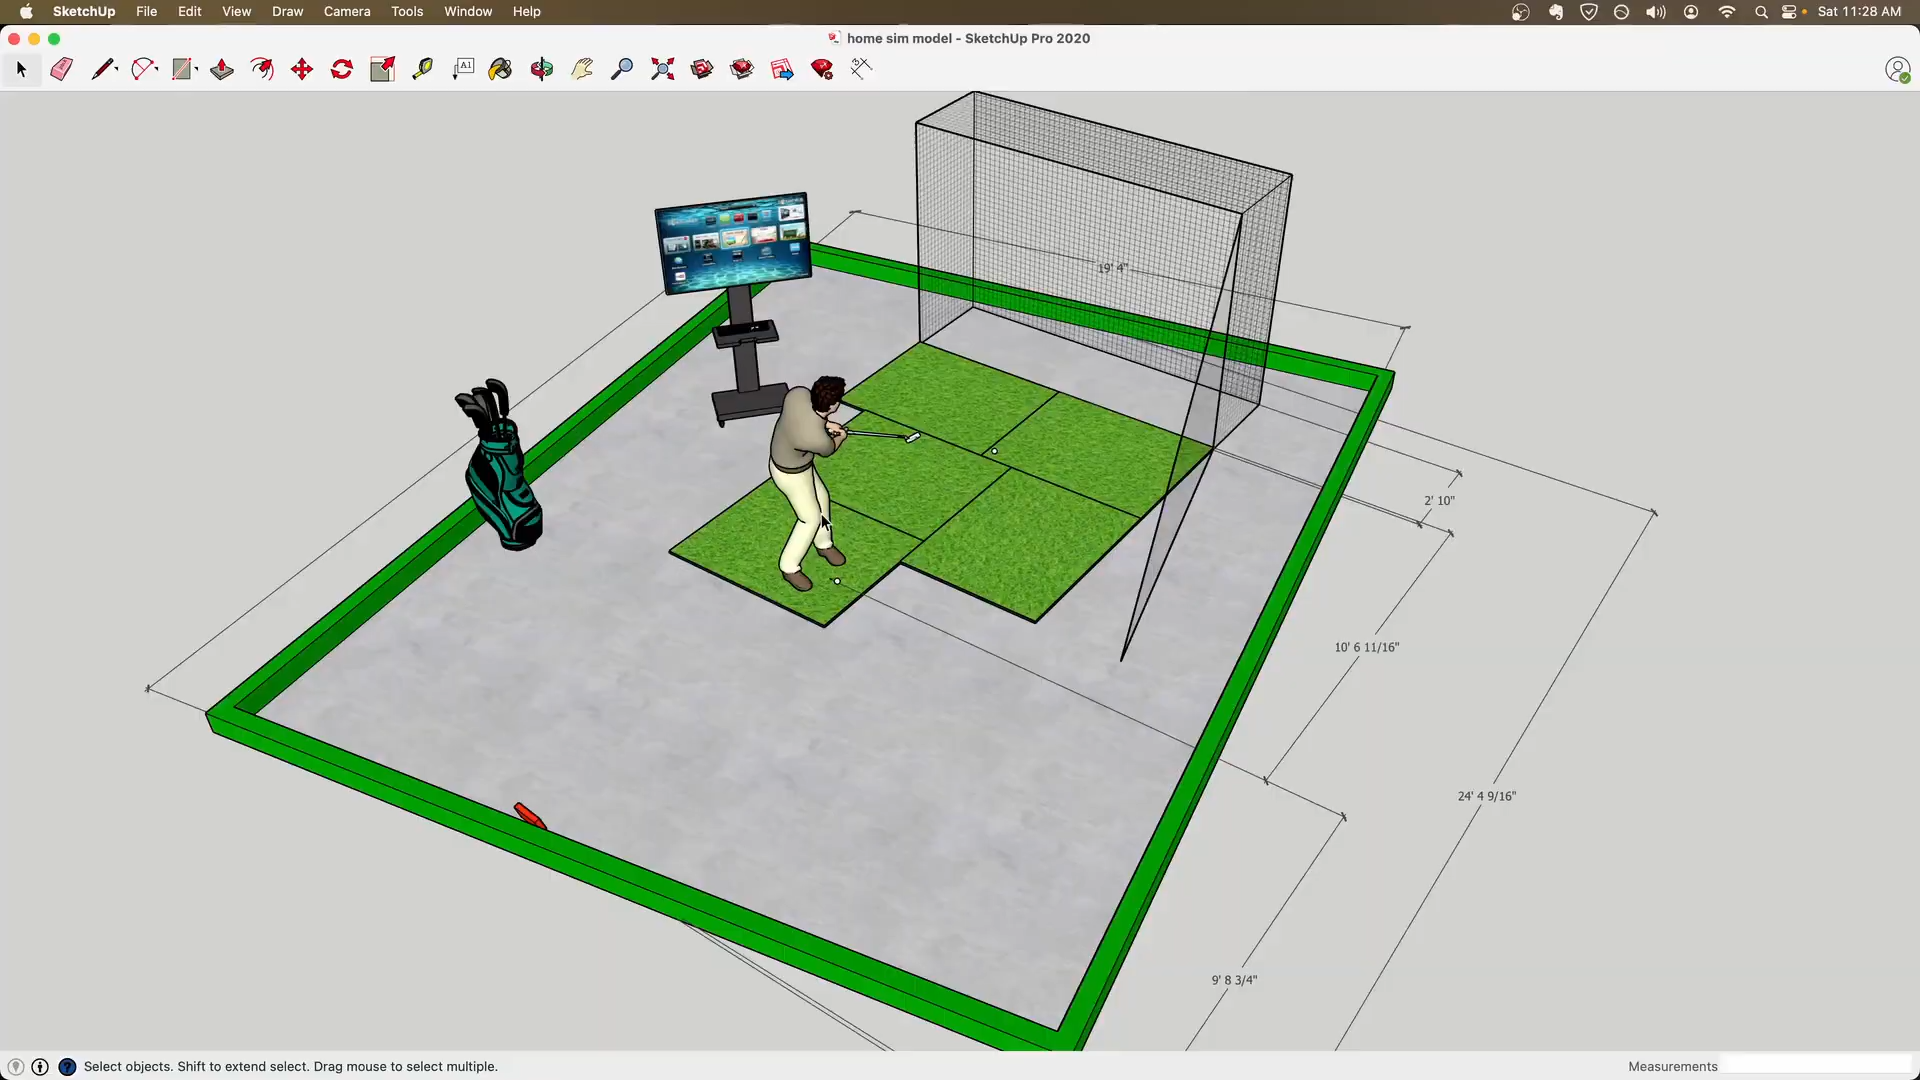 SketchUp File Edit View Draw Camera Tools Window Help Sat 11:28 AM
home sim model - SketchUp Pro 2020
A1
19' 4"
2' 10"
10' 6 11/16"
24' 4 9/16"
9' 8 3/4"
Select objects. Shift to extend select. Drag mouse to select multiple. Measurements